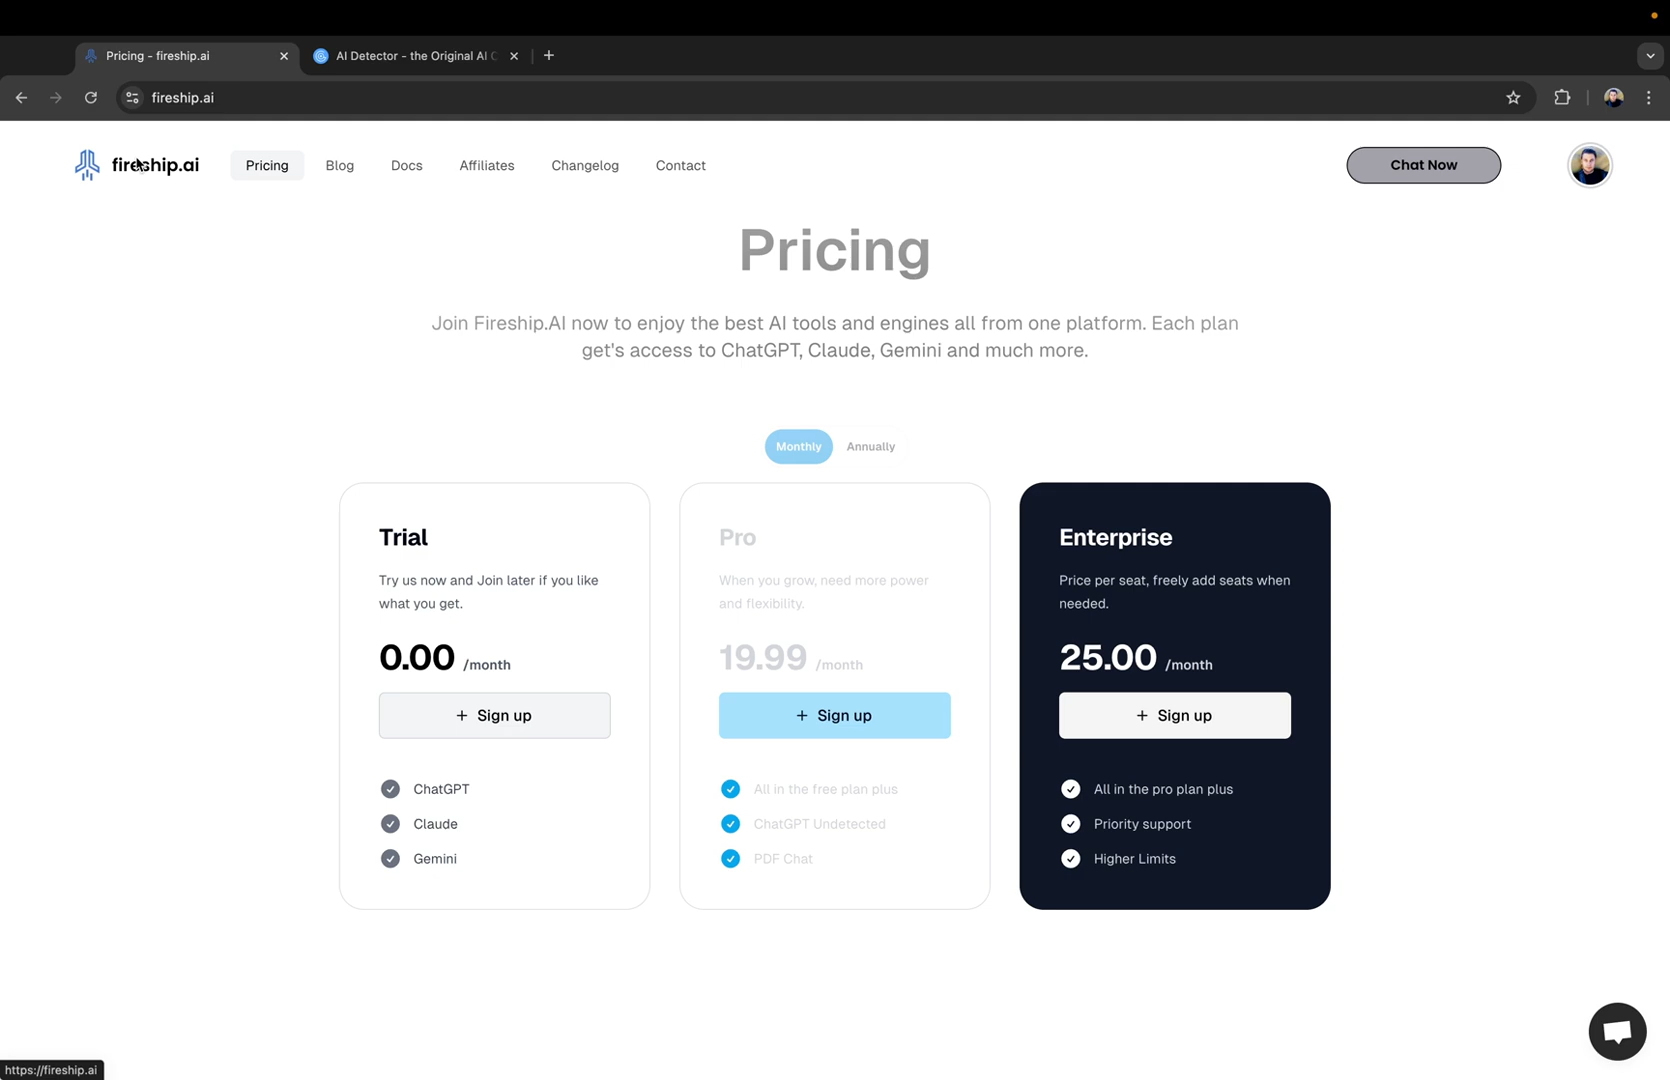 Pricing - fireship.ai
AI Detector - the Original AI C
fireship.ai
fireship.ai
Pricing
Blog
Docs
Affiliates
Changelog
Contact
Chat Now
Pricing
Join Fireship.AI now to enjoy the best AI tools and engines all from one platform. Each plan
get's access to ChatGPT, Claude, Gemini and much more.
Monthly
Annually
Trial
Try us now and Join later if you like
what you get.
0.00 /month
+ Sign up
ChatGPT
Claude
Gemini
Pro
When you grow, need more power
and flexibility.
19.99 /month
+ Sign up
All in the free plan plus
ChatGPT Undetected
PDF Chat
Enterprise
Price per seat, freely add seats when
needed.
25.00 /month
+ Sign up
All in the pro plan plus
Priority support
Higher Limits
https://fireship.ai